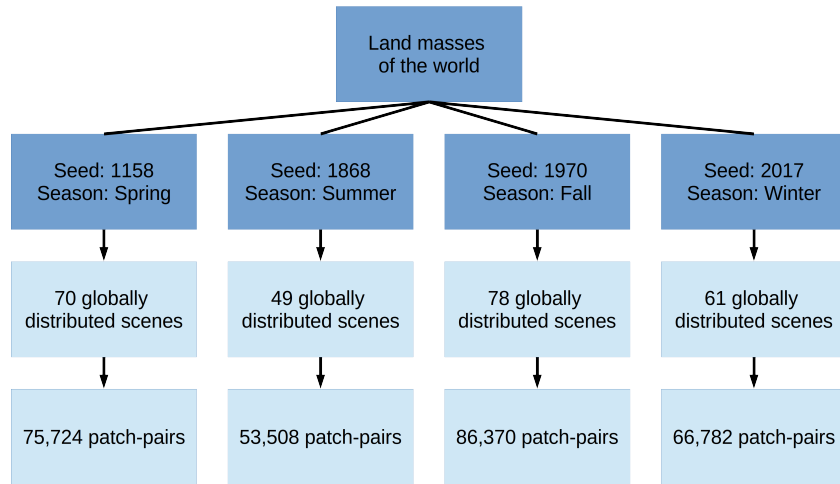 Land masses
of the world
Seed: 1158
Season: Spring
Seed: 1868
Season: Summer
Seed: 1970
Season: Fall
Seed: 2017
Season: Winter
70 globally
distributed scenes
49 globally
distributed scenes
78 globally
distributed scenes
61 globally
distributed scenes
75,724 patch-pairs
53,508 patch-pairs
86,370 patch-pairs
66,782 patch-pairs